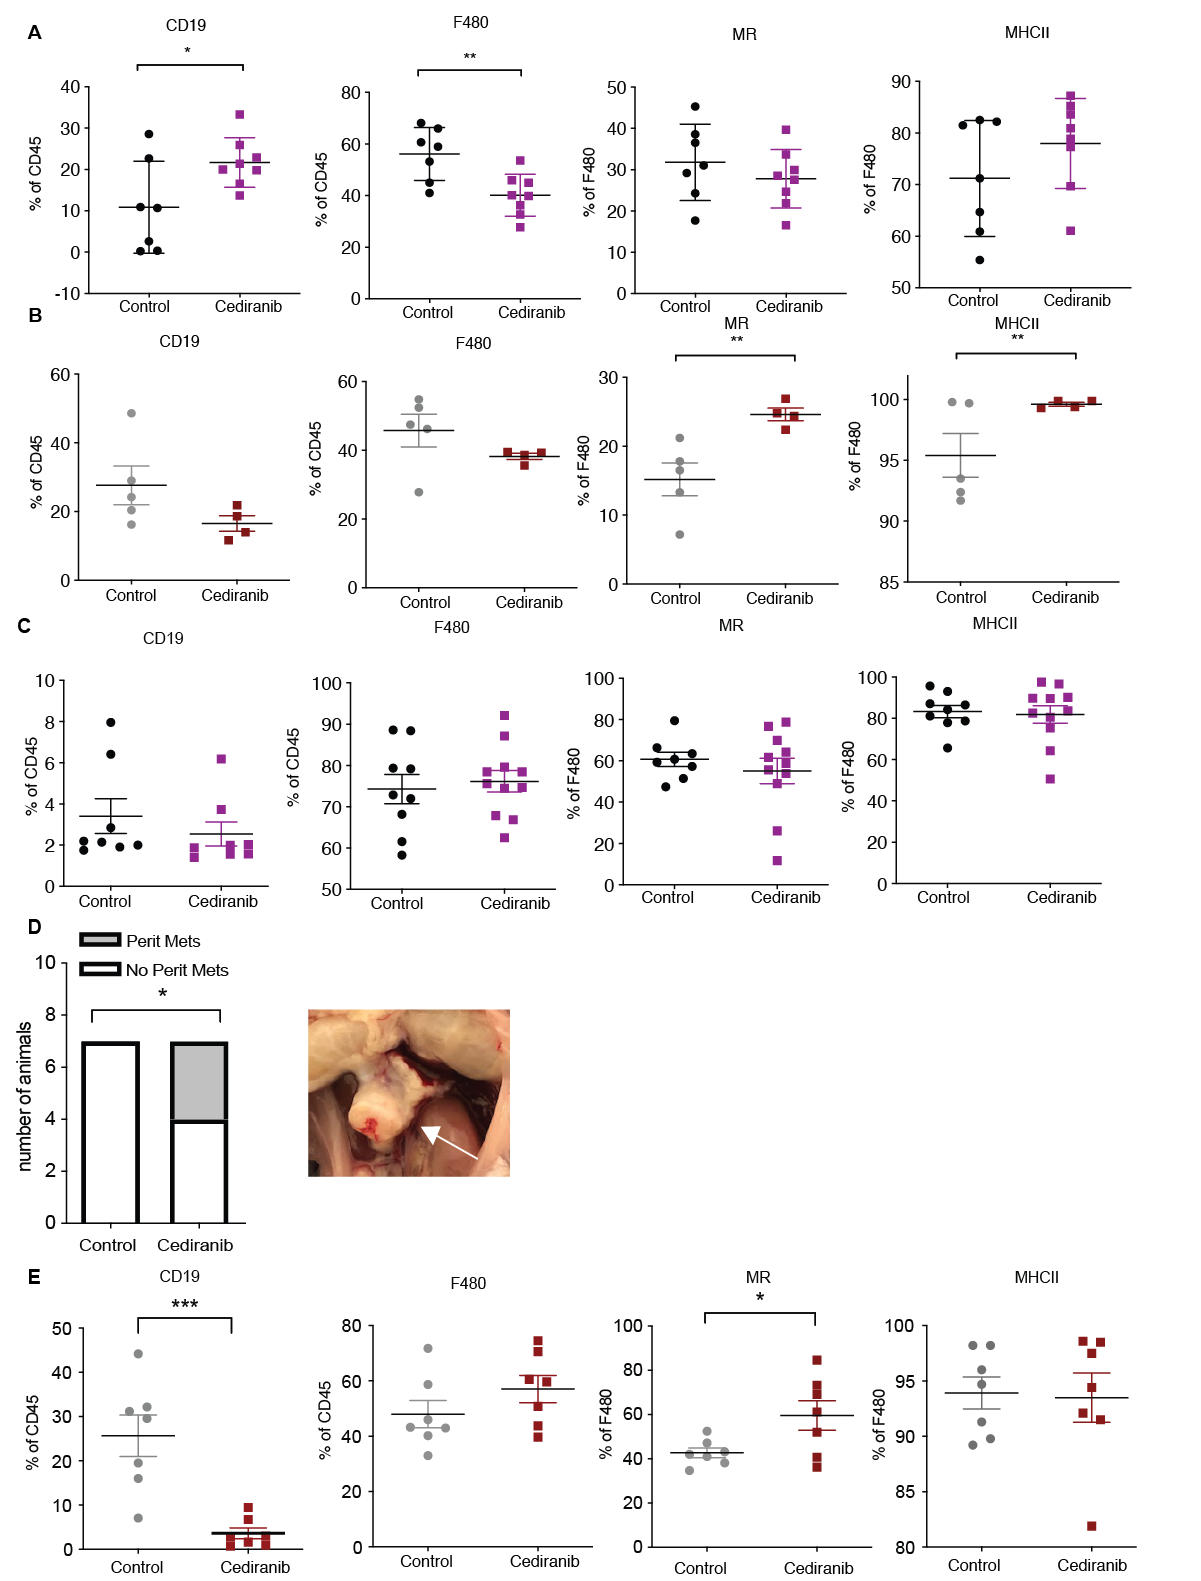 A
CD19
F480
MR
MHCII
*
**
% of CD45
40
30
20
10
0
-10
Control
Cediranib
% of CD45
80
60
40
20
0
Control
Cediranib
% of F480
50
40
30
20
10
0
Control
Cediranib
% of F480
90
80
70
60
50
Control
Cediranib
B
CD19
F480
MR
MHCII
**
**
% of CD45
60
40
20
0
Control
Cediranib
% of CD45
60
40
20
0
Control
Cediranib
% of F480
30
20
10
0
Control
Cediranib
% of F480
100
95
90
85
Control
Cediranib
C
CD19
F480
MR
MHCII
% of CD45
10
8
6
4
2
0
Control
Cediranib
% of CD45
100
90
80
70
60
50
Control
Cediranib
% of F480
100
80
60
40
20
0
Control
Cediranib
% of F480
100
80
60
40
20
0
Control
Cediranib
D
Perit Mets
No Perit Mets
*
number of animals
10
8
6
4
2
0
Control
Cediranib
E
CD19
F480
MR
MHCII
***
*
% of CD45
50
40
30
20
10
0
Control
Cediranib
% of CD45
80
60
40
20
0
Control
Cediranib
% of F480
100
80
60
40
20
0
Control
Cediranib
% of F480
100
95
90
85
80
Control
Cediranib